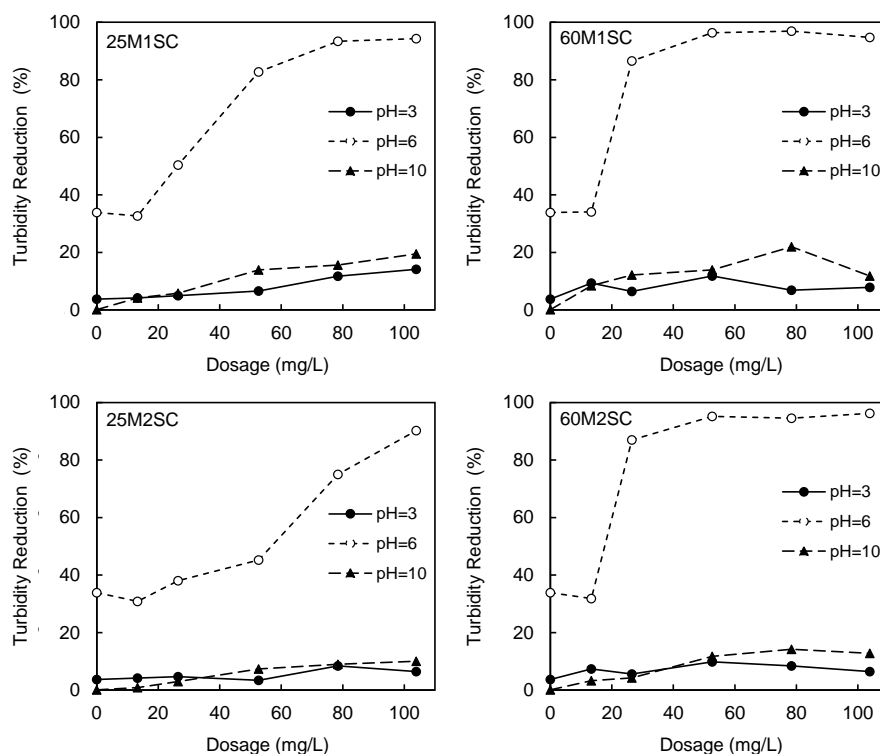 25M1SC
100
80
60
40
20
0
Turbidity Reduction (%)
pH=3
pH=6
pH=10
0 20 40 60 80 100
Dosage (mg/L)
60M1SC
100
80
60
40
20
0
Turbidity Reduction (%)
pH=3
pH=6
pH=10
0 20 40 60 80 100
Dosage (mg/L)
25M2SC
100
80
60
40
20
0
Turbidity Reduction (%)
pH=3
pH=6
pH=10
0 20 40 60 80 100
Dosage (mg/L)
60M2SC
100
80
60
40
20
0
Turbidity Reduction (%)
pH=3
pH=6
pH=10
0 20 40 60 80 100
Dosage (mg/L)